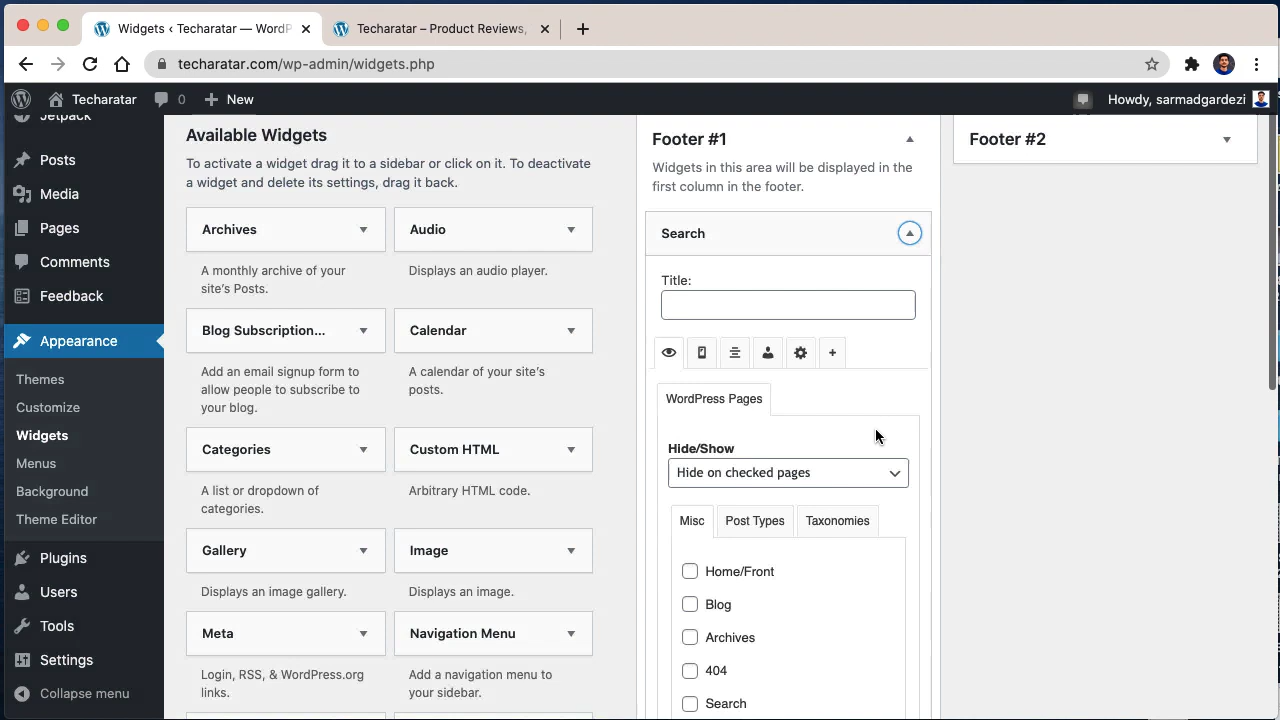 Widgets ‹ Techaratar — WordP
Techaratar – Product Reviews,
techaratar.com/wp-admin/widgets.php
Techaratar
0
New
Howdy, sarmadgardezi
Jetpack
Posts
Media
Pages
Comments
Feedback
Appearance
Themes
Customize
Widgets
Menus
Background
Theme Editor
Plugins
Users
Tools
Settings
Collapse menu
Available Widgets
To activate a widget drag it to a sidebar or click on it. To deactivate
a widget and delete its settings, drag it back.
Archives
A monthly archive of your
site's Posts.
Audio
Displays an audio player.
Blog Subscription...
Add an email signup form to
allow people to subscribe to
your blog.
Calendar
A calendar of your site's
posts.
Categories
A list or dropdown of
categories.
Custom HTML
Arbitrary HTML code.
Gallery
Displays an image gallery.
Image
Displays an image.
Meta
Login, RSS, & WordPress.org
links.
Navigation Menu
Add a navigation menu to
your sidebar.
Footer #1
Widgets in this area will be displayed in the
first column in the footer.
Search
Title:
WordPress Pages
Hide/Show
Hide on checked pages
Misc
Post Types
Taxonomies
Home/Front
Blog
Archives
404
Search
Footer #2